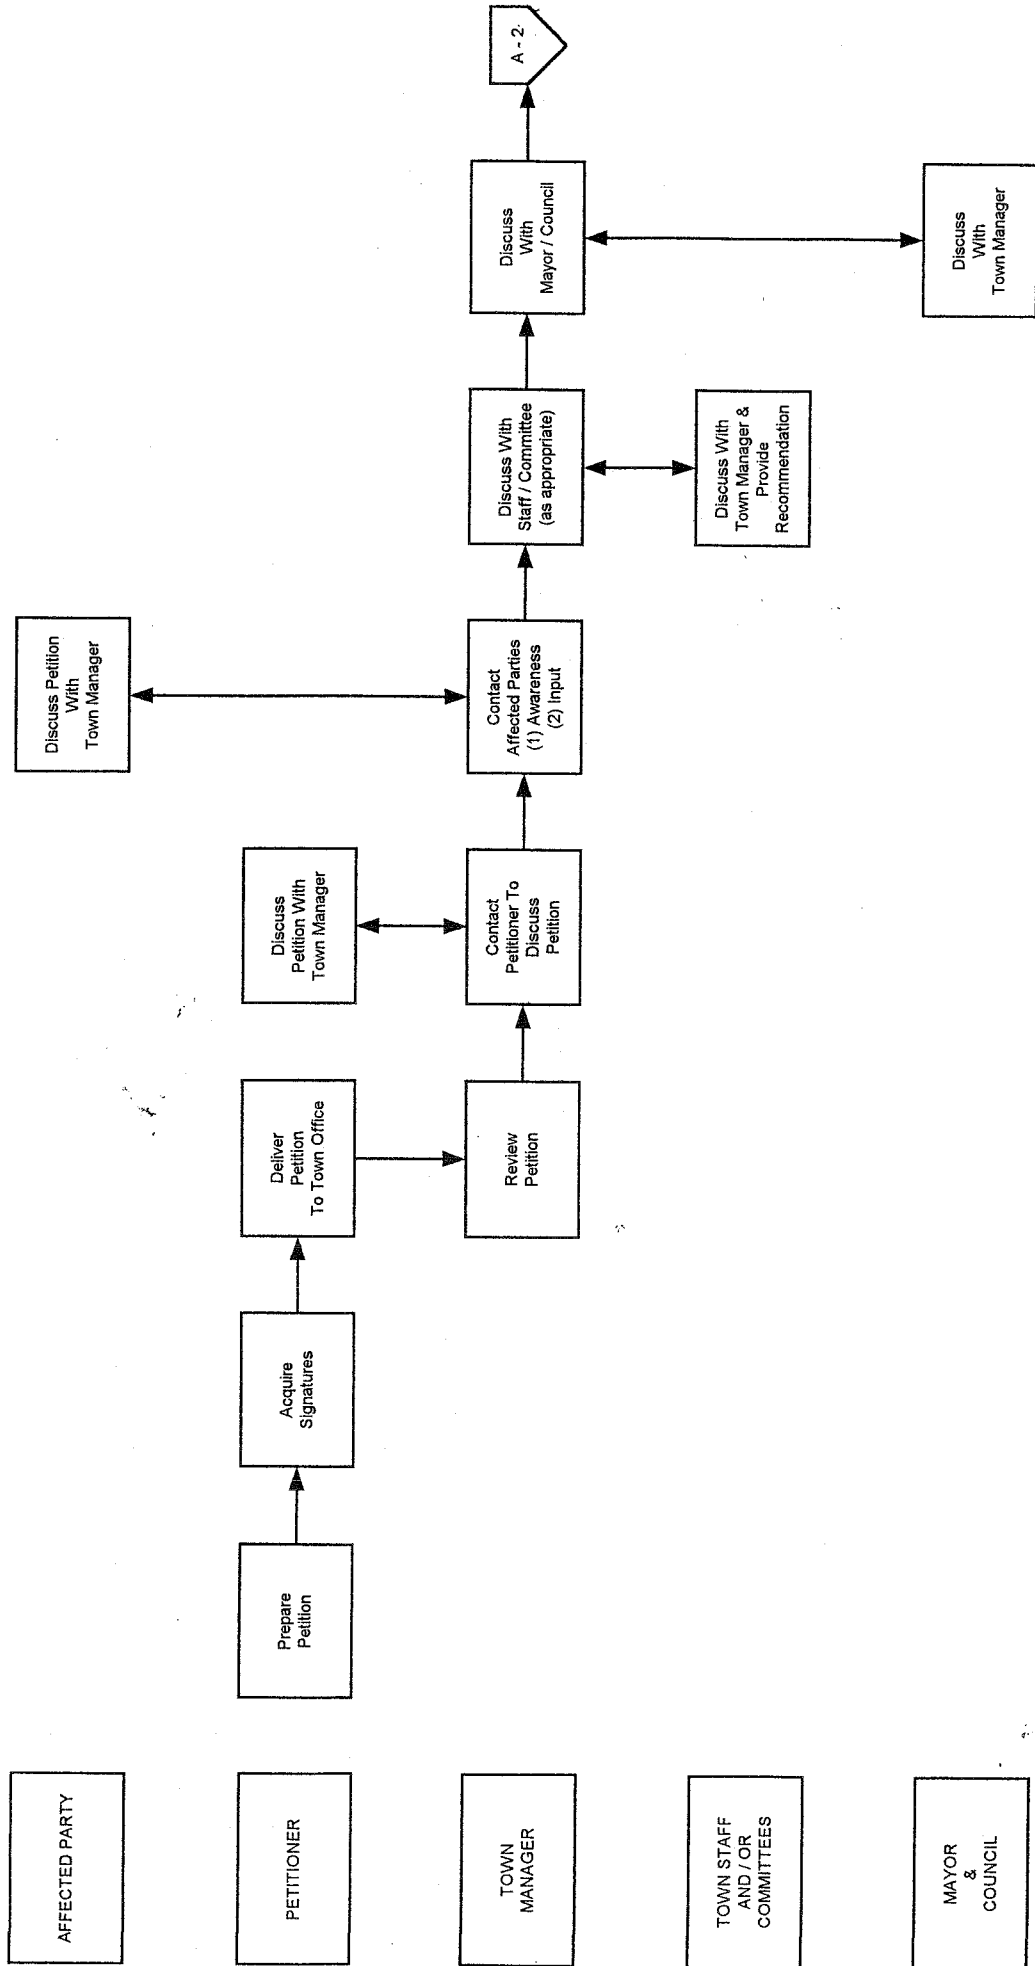 AFFECTED PARTY
Discuss Petition
With
Town Manager
PETITIONER
Prepare
Petition
Acquire
Signatures
Deliver
Petition
To Town Office
Discuss
Petition With
Town Manager
TOWN
MANAGER
Review
Petition
Contact
Petitioner To
Discuss
Petition
Contact
Affected Parties
(1) Awareness
(2) Input
Discuss With
Staff / Committee
(as appropriate)
Discuss
With
Mayor / Council
A - 2
TOWN STAFF
AND / OR
COMMITTEES
Discuss With
Town Manager &
Provide
Recommendation
MAYOR
&
COUNCIL
Discuss
With
Town Manager